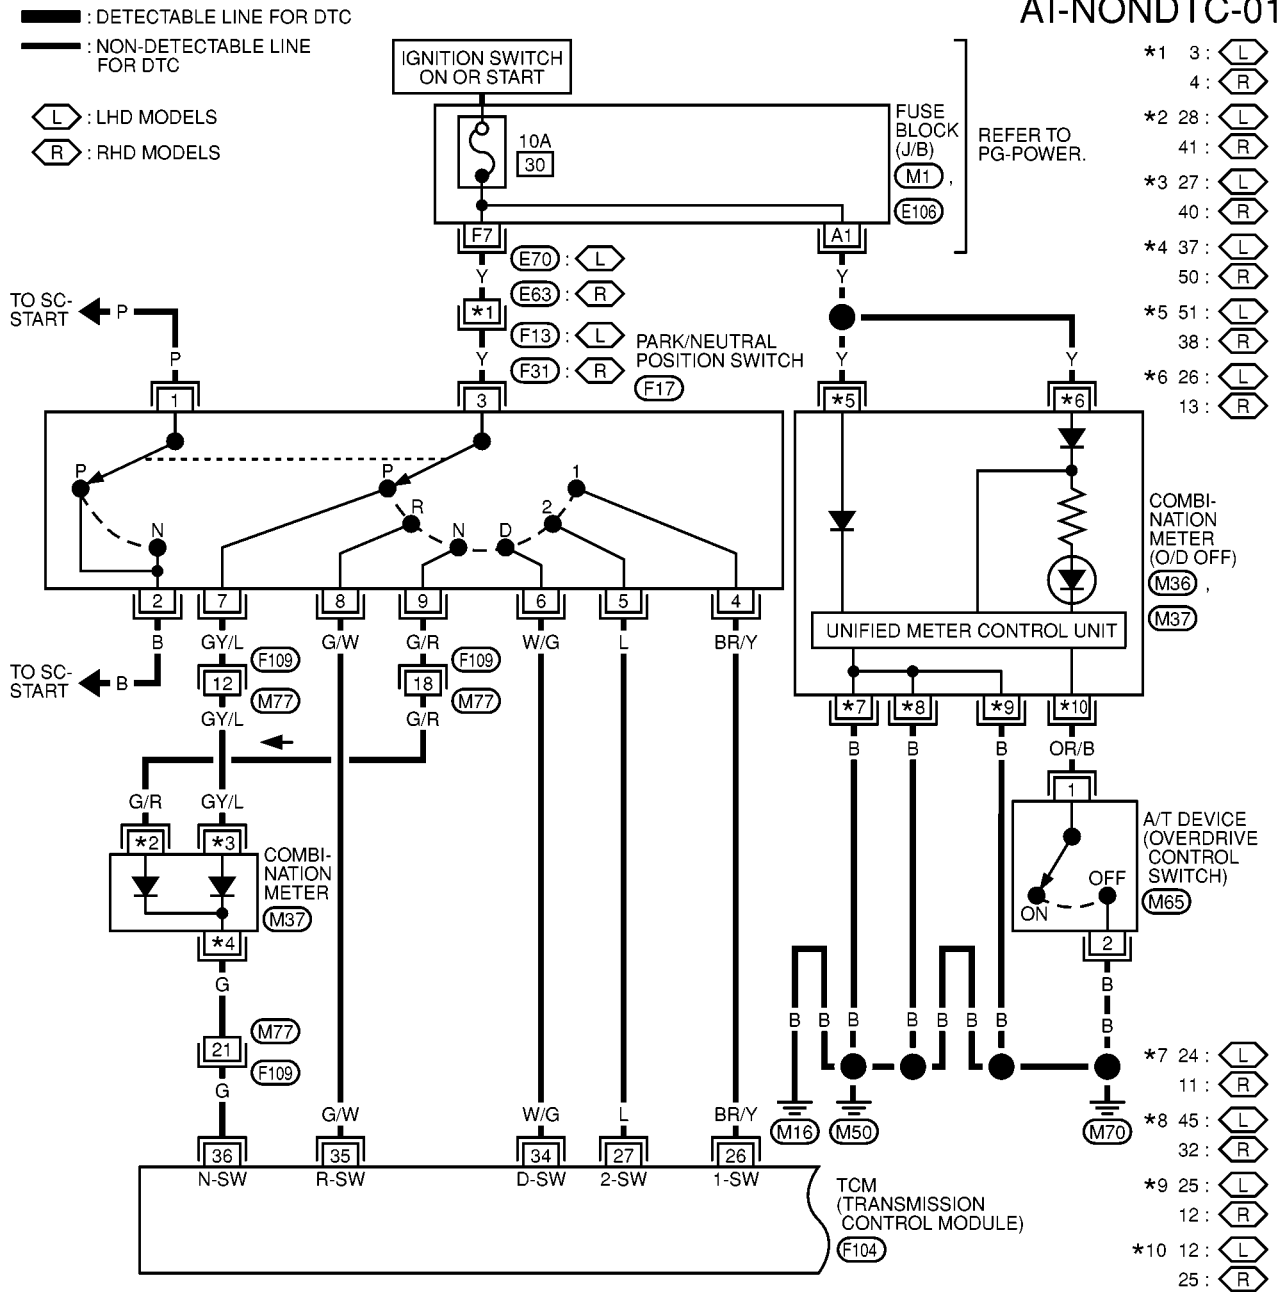 AT-NONDTC-01
: DETECTABLE LINE FOR DTC
: NON-DETECTABLE LINE
FOR DTC
L : LHD MODELS
R : RHD MODELS
IGNITION SWITCH
ON OR START
10A
30
FUSE
BLOCK
(J/B)
M1 ,
E106
REFER TO
PG-POWER.
*1 3 : L
4 : R
*2 28 : L
41 : R
*3 27 : L
40 : R
*4 37 : L
50 : R
*5 51 : L
38 : R
*6 26 : L
13 : R
F7
A1
Y
Y
E70 : L
E63 : R
*1
F13 : L
F31 : R
Y
Y
Y
TO SC-
START
P
P
PARK/NEUTRAL
POSITION SWITCH
F17
1
3
*5
*6
P
N
P
R
N
D
2
1
COMBI-
NATION
METER
(O/D OFF)
M36 ,
M37
UNIFIED METER CONTROL UNIT
2
7
8
9
6
5
4
B
GY/L
G/W
G/R
W/G
L
BR/Y
TO SC-
START
B
12
F109
M77
18
F109
M77
GY/L
G/R
*7
*8
*9
*10
B
B
B
OR/B
G/R
GY/L
*2
*3
COMBI-
NATION
METER
M37
*4
G
1
A/T DEVICE
(OVERDRIVE
CONTROL
SWITCH)
M65
ON
OFF
2
B
M77
21
F109
G
B
B
B
B
B
B
B
B
M16
M50
M70
G/W
W/G
L
BR/Y
36
35
34
27
26
N-SW
R-SW
D-SW
2-SW
1-SW
TCM
(TRANSMISSION
CONTROL MODULE)
F104
*7 24 : L
11 : R
*8 45 : L
32 : R
*9 25 : L
12 : R
*10 12 : L
25 : R